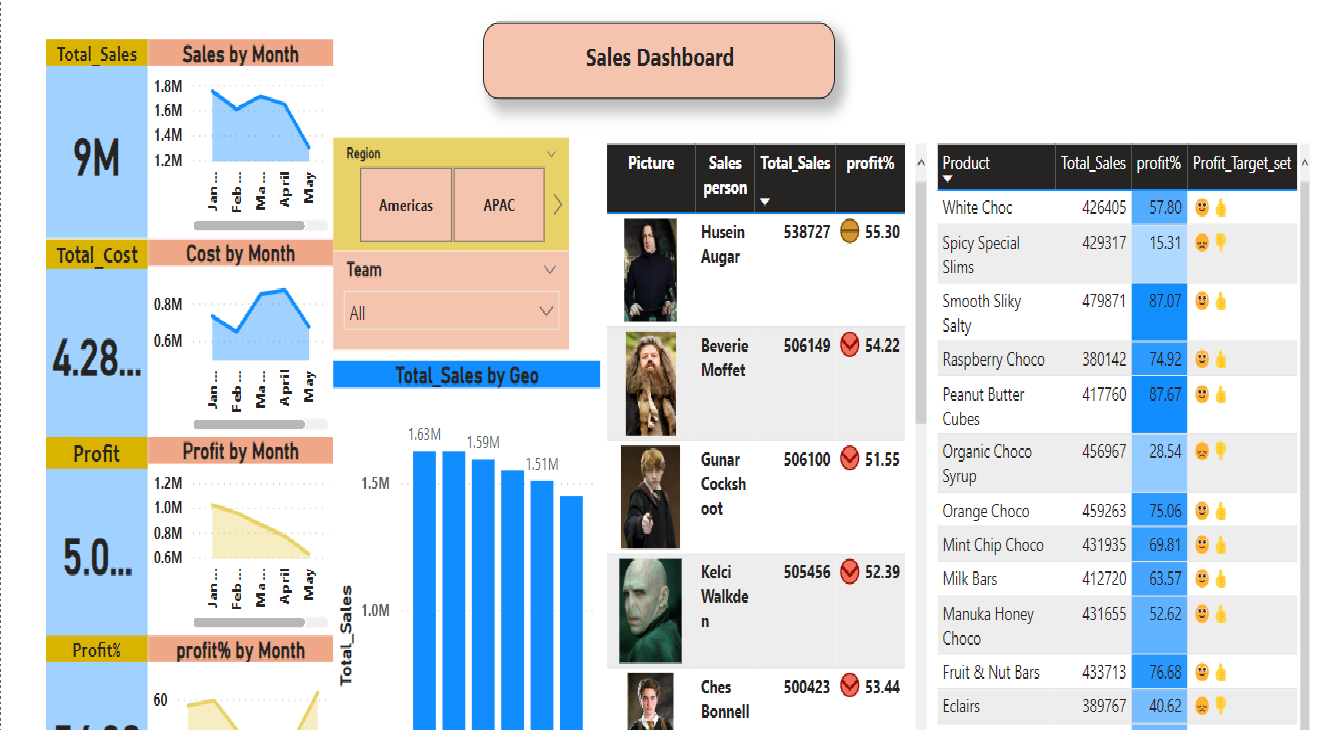 Sales Dashboard
Total_Sales
9M
Sales by Month
1.8M
1.6M
1.4M
1.2M
Jan ...
Feb ...
Ma ...
April
May
Total_Cost
4.28...
Cost by Month
0.8M
0.6M
Jan ...
Feb ...
Ma ...
April
May
Profit
5.0...
Profit by Month
1.2M
1.0M
0.8M
0.6M
Jan ...
Feb ...
Ma ...
April
May
Profit%
profit% by Month
60
Region
Americas
APAC
Team
All
Total_Sales by Geo
1.63M
1.59M
1.51M
1.5M
1.0M
Total_Sales
Picture Sales person Total_Sales profit%
Husein Augar 538727 55.30
Beverie Moffet 506149 54.22
Gunar Cockshoot 506100 51.55
Kelci Walkden 505456 52.39
Ches Bonnell 500423 53.44
Product Total_Sales profit% Profit_Target_set
White Choc 426405 57.80 🙂👍
Spicy Special Slims 429317 15.31 😞👎
Smooth Sliky Salty 479871 87.07 🙂👍
Raspberry Choco 380142 74.92 🙂👍
Peanut Butter Cubes 417760 87.67 🙂👍
Organic Choco Syrup 456967 28.54 😞👎
Orange Choco 459263 75.06 🙂👍
Mint Chip Choco 431935 69.81 🙂👍
Milk Bars 412720 63.57 🙂👍
Manuka Honey Choco 431655 52.62 🙂👍
Fruit & Nut Bars 433713 76.68 🙂👍
Eclairs 389767 40.62 😞👎